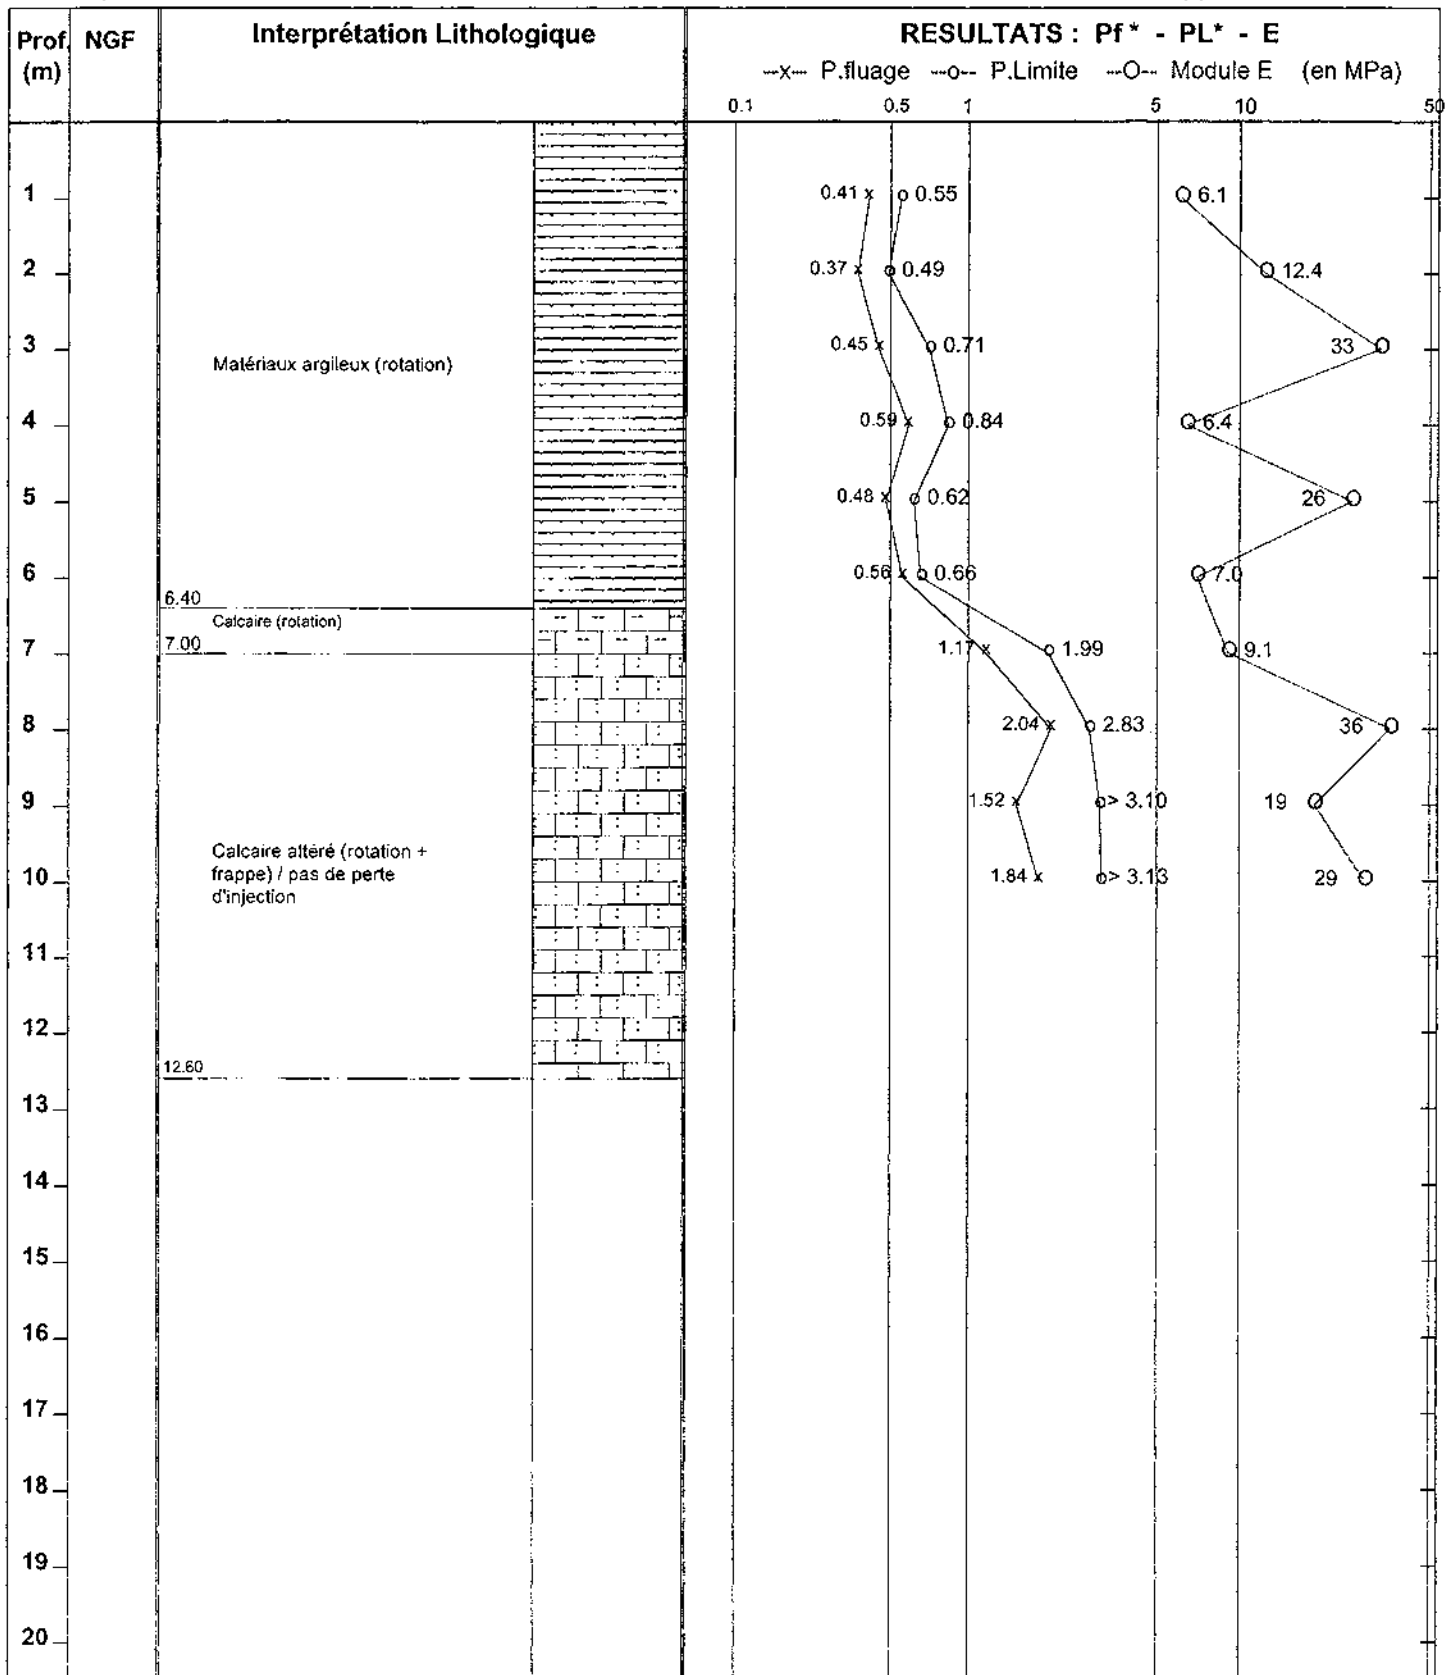 Prof. NGF Interprétation Lithologique RESULTATS : Pf* - PL* - E
(m) --x-- P.fluage --o-- P.Limite --O-- Module E (en MPa)
0.1 0.5 1 5 10 50
1 0.41 0.55 6.1
2 0.37 0.49 12.4
3 0.45 0.71 33
Matériaux argileux (rotation)
4 0.59 0.84 6.4
5 0.48 0.62 26
6 0.56 0.66 7.0
6.40
Calcaire (rotation)
7.00
7 1.17 1.99 9.1
8 2.04 2.83 36
9 1.52 > 3.10 19
Calcaire altéré (rotation +
frappe) / pas de perte
d'injection
10 1.84 > 3.13 29
11
12
12.60
13
14
15
16
17
18
19
20